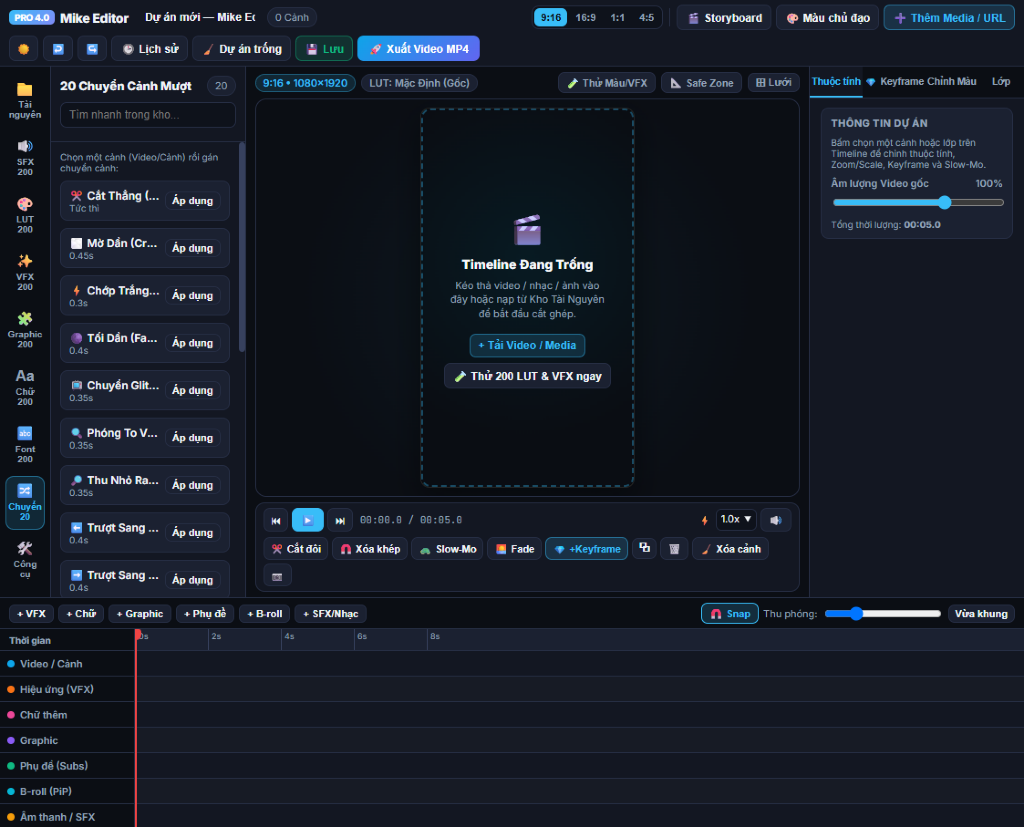 PRO 4.0 Mike Editor Dự án mới — Mike Ec 0 Cảnh 9:16 16:9 1:1 4:5 Storyboard Màu chủ đạo + Thêm Media / URL
Lịch sử Dự án trống Lưu Xuất Video MP4
Tài nguyên
SFX 200
LUT 200
VFX 200
Graphic 200
Aa Chữ 200
abc Font 200
Chuyển 20
Công cụ
20 Chuyển Cảnh Mượt 20
Tìm nhanh trong kho...
Chọn một cảnh (Video/Cảnh) rồi gán
chuyển cảnh:
Cắt Thẳng (... Áp dụng
Tức thì
Mờ Dần (Cr... Áp dụng
0.45s
Chớp Trắng... Áp dụng
0.3s
Tối Dần (Fa... Áp dụng
0.4s
Chuyển Glit... Áp dụng
0.35s
Phóng To V... Áp dụng
0.35s
Thu Nhỏ Ra... Áp dụng
0.35s
Trượt Sang ... Áp dụng
0.4s
Trượt Sang ... Áp dụng
0.4s
9:16 • 1080×1920 LUT: Mặc Định (Gốc) Thử Màu/VFX Safe Zone Lưới
Timeline Đang Trống
Kéo thả video / nhạc / ảnh vào
đây hoặc nạp từ Kho Tài Nguyên
để bắt đầu cắt ghép.
+ Tải Video / Media
Thử 200 LUT & VFX ngay
00:00.0 / 00:05.0 1.0x ▼
Cắt đôi Xóa khép Slow-Mo Fade +Keyframe Xóa cảnh
Thuộc tính Keyframe Chỉnh Màu Lớp
THÔNG TIN DỰ ÁN
Bấm chọn một cảnh hoặc lớp trên
Timeline để chỉnh thuộc tính,
Zoom/Scale, Keyframe và Slow-Mo.
Âm lượng Video gốc 100%
Tổng thời lượng: 00:05.0
+ VFX + Chữ + Graphic + Phụ đề + B-roll + SFX/Nhạc Snap Thu phóng: Vừa khung
Thời gian 0s 2s 4s 6s 8s
Video / Cảnh
Hiệu ứng (VFX)
Chữ thêm
Graphic
Phụ đề (Subs)
B-roll (PiP)
Âm thanh / SFX